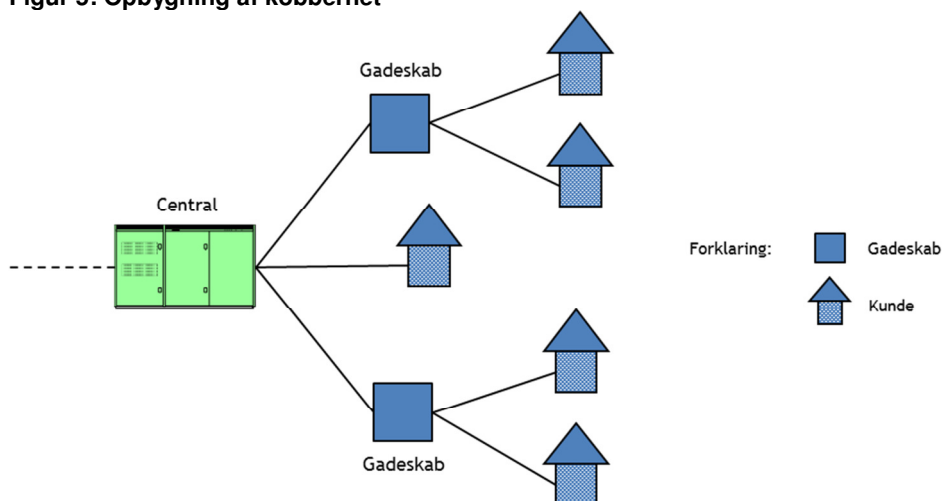 Figur 5: Opbygning af kobbernet
Gadeskab
Central
Forklaring:
Gadeskab
Kunde
Gadeskab